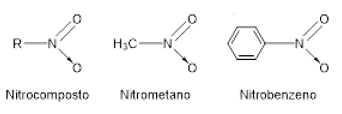 O O O
R N H₃C N N
O O O
Nitrocomposto Nitrometano Nitrobenzeno